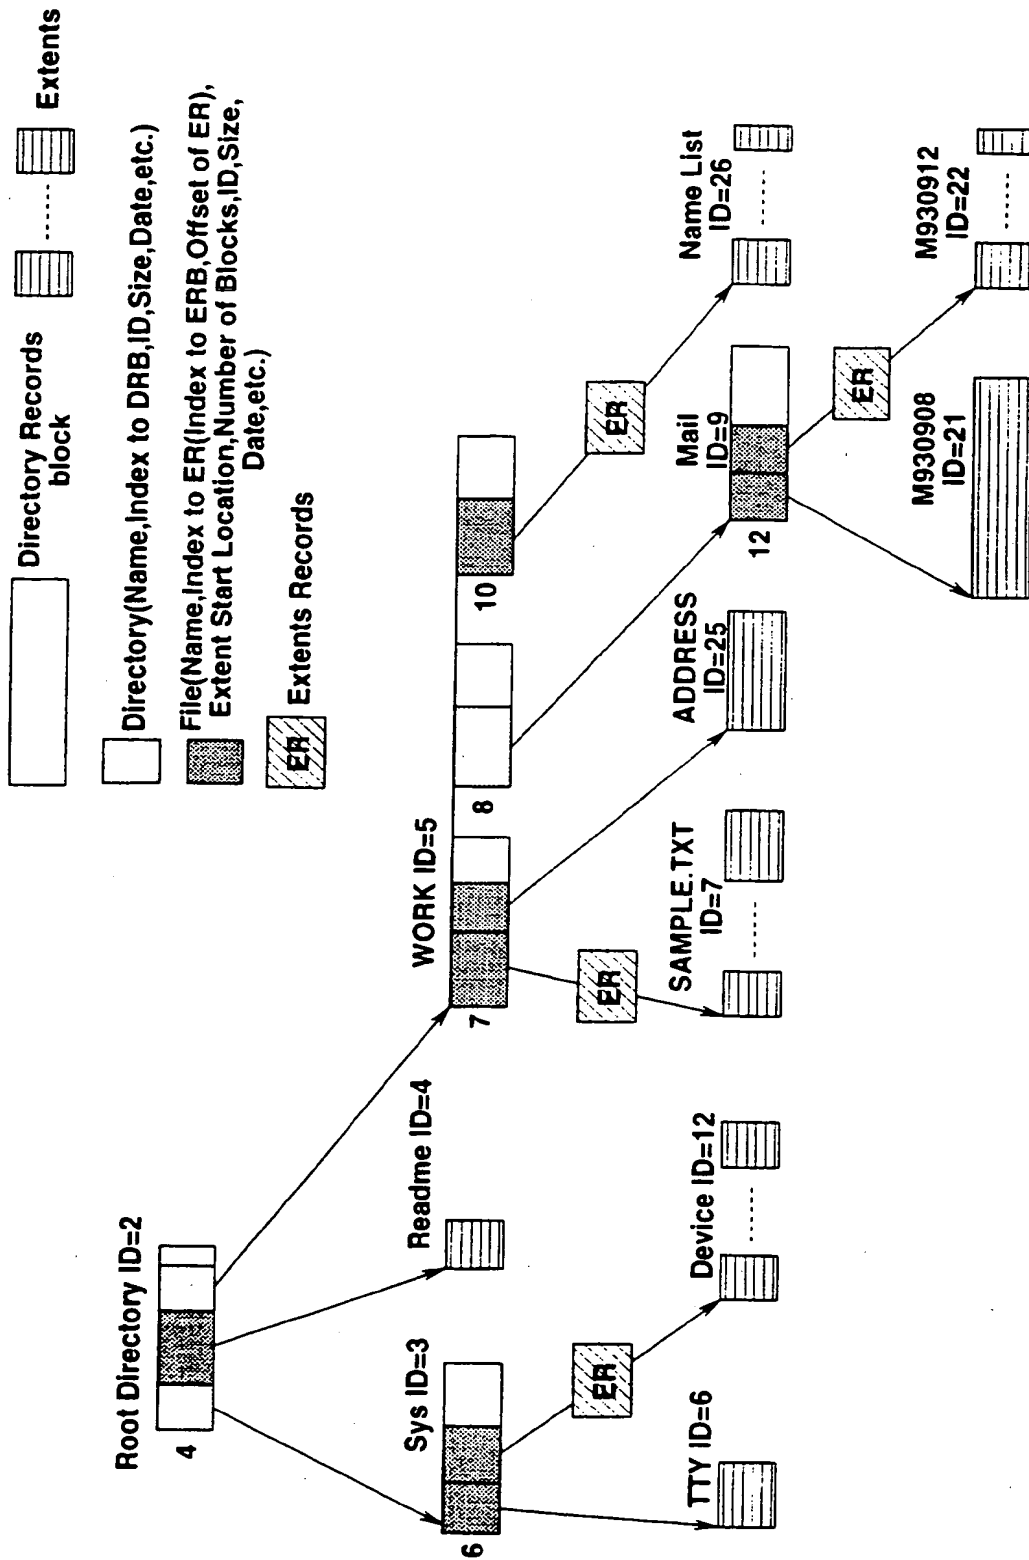 Directory Records
block
Extents
Directory(Name,Index to DRB,ID,Size,Date,etc.)
File(Name,Index to ER(Index to ERB,Offset of ER),
Extent Start Location,Number of Blocks,ID,Size,
Date,etc.)
ER
Extents Records
Root Directory ID=2
4
Sys ID=3
6
Readme ID=4
WORK ID=5
7
8
10
ER
ER
ER
TTY ID=6
Device ID=12
SAMPLE.TXT
ID=7
ADDRESS
ID=25
Mail
ID=9
12
Name List
ID=26
ER
M930908
ID=21
M930912
ID=22